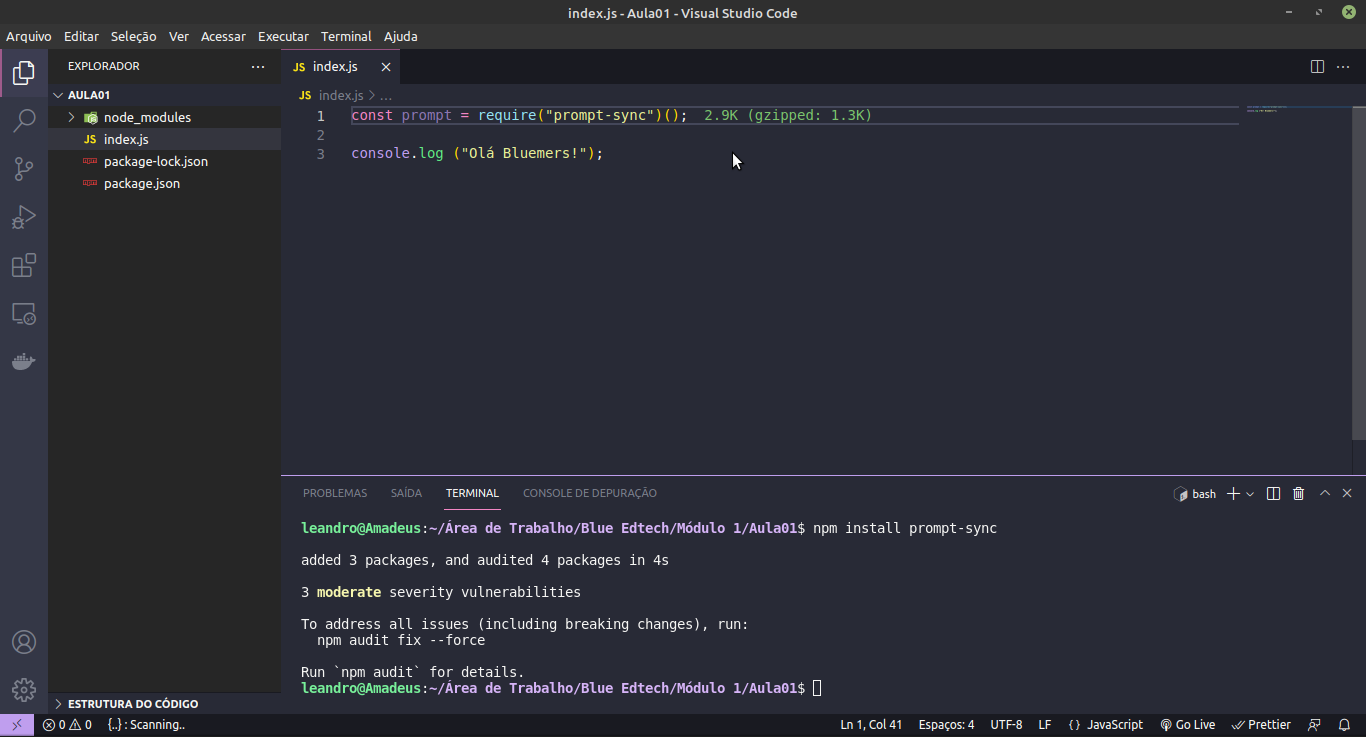 index.js - Aula01 - Visual Studio Code
Arquivo Editar Seleção Ver Acessar Executar Terminal Ajuda
EXPLORADOR
AULA01
node_modules
JS index.js
package-lock.json
package.json
ESTRUTURA DO CÓDIGO
JS index.js
JS index.js > ...
1 const prompt = require("prompt-sync")(); 2.9K (gzipped: 1.3K)
2
3 console.log ("Olá Bluemers!");
PROBLEMAS SAÍDA TERMINAL CONSOLE DE DEPURAÇÃO
bash
leandro@Amadeus:~/Área de Trabalho/Blue Edtech/Módulo 1/Aula01$ npm install prompt-sync
added 3 packages, and audited 4 packages in 4s
3 moderate severity vulnerabilities
To address all issues (including breaking changes), run:
npm audit fix --force
Run `npm audit` for details.
leandro@Amadeus:~/Área de Trabalho/Blue Edtech/Módulo 1/Aula01$
0 0 {..} : Scanning.. Ln 1, Col 41 Espaços: 4 UTF-8 LF {} JavaScript Go Live Prettier